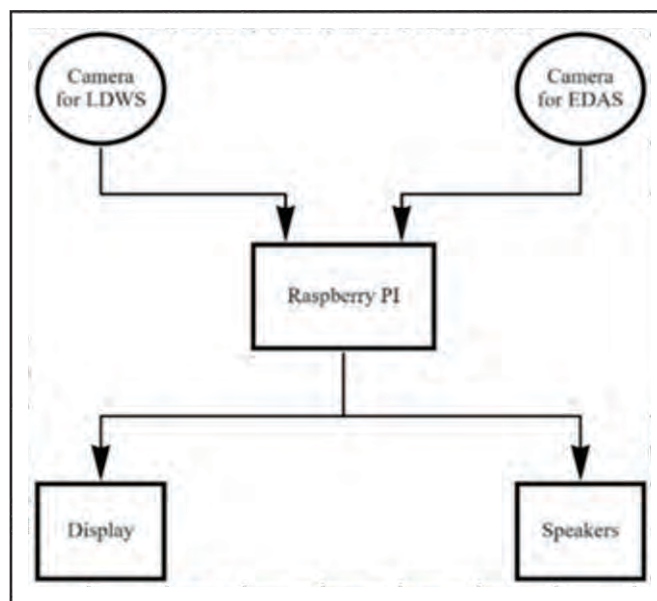 Camera
for LDWS
Camera
for EDAS
Raspberry PI
Display
Speakers